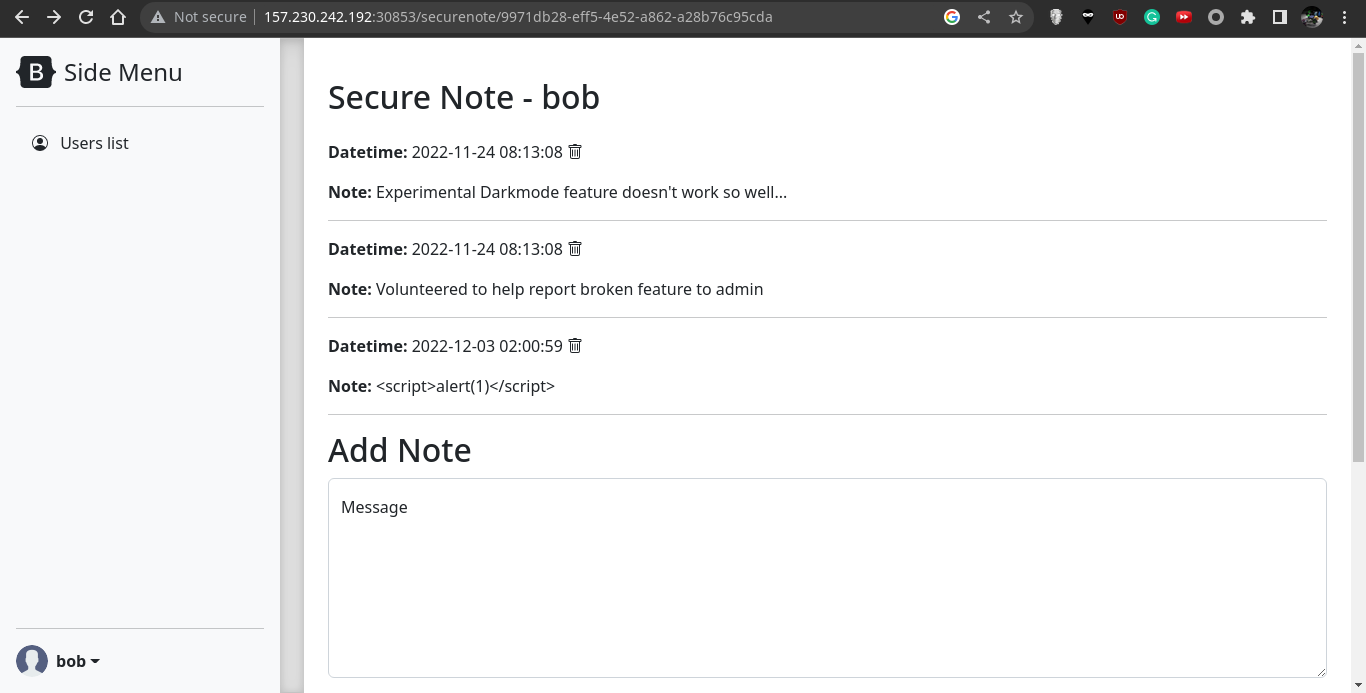 Not secure 157.230.242.192:30853/securenote/9971db28-eff5-4e52-a862-a28b76c95cda
B Side Menu
Users list
Secure Note - bob
Datetime: 2022-11-24 08:13:08
Note: Experimental Darkmode feature doesn't work so well...
Datetime: 2022-11-24 08:13:08
Note: Volunteered to help report broken feature to admin
Datetime: 2022-12-03 02:00:59
Note: <script>alert(1)</script>
Add Note
Message
bob